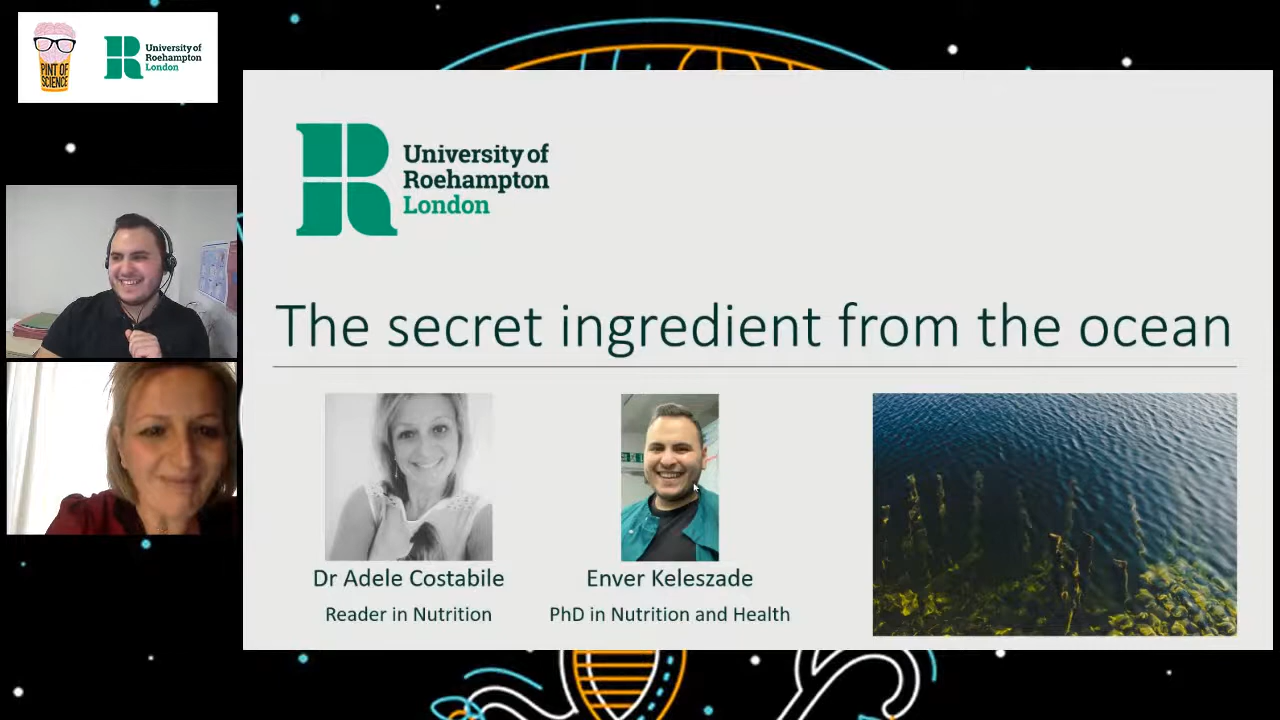 PINT OF
SCIENCE
University of
Roehampton
London
University of
Roehampton
London
The secret ingredient from the ocean
Dr Adele Costabile
Reader in Nutrition
Enver Keleszade
PhD in Nutrition and Health